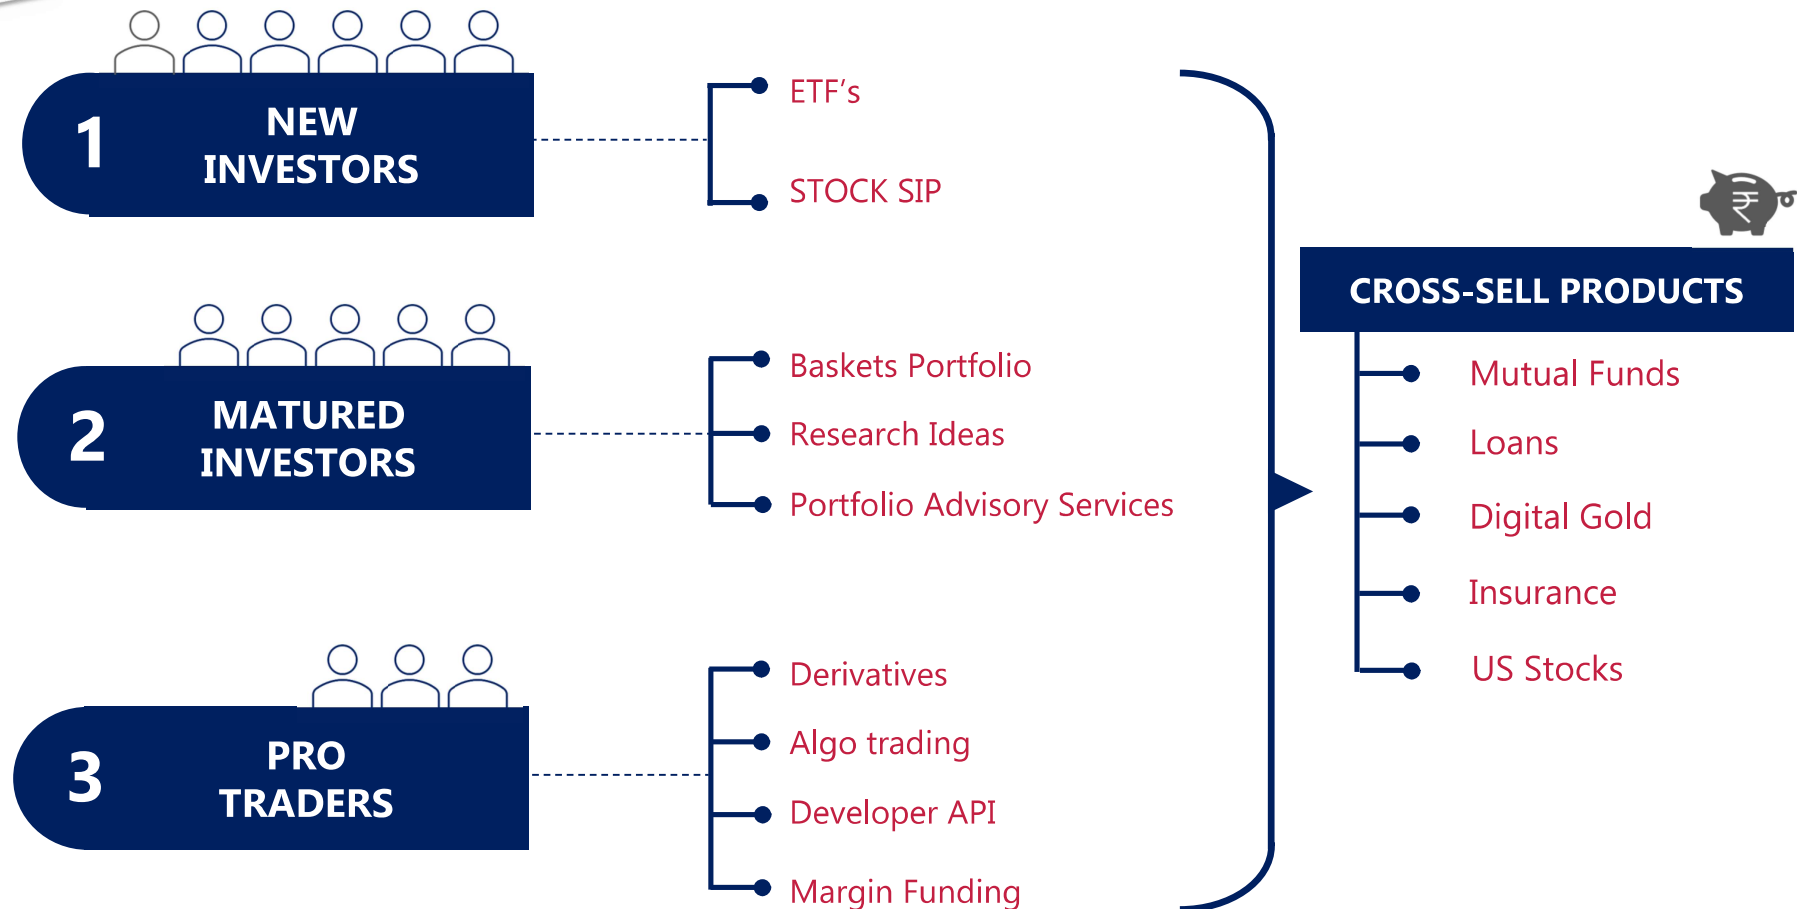 1
NEW
INVESTORS
ETF's
STOCK SIP
2
MATURED
INVESTORS
Baskets Portfolio
Research Ideas
Portfolio Advisory Services
3
PRO
TRADERS
Derivatives
Algo trading
Developer API
Margin Funding
₹
CROSS-SELL PRODUCTS
Mutual Funds
Loans
Digital Gold
Insurance
US Stocks